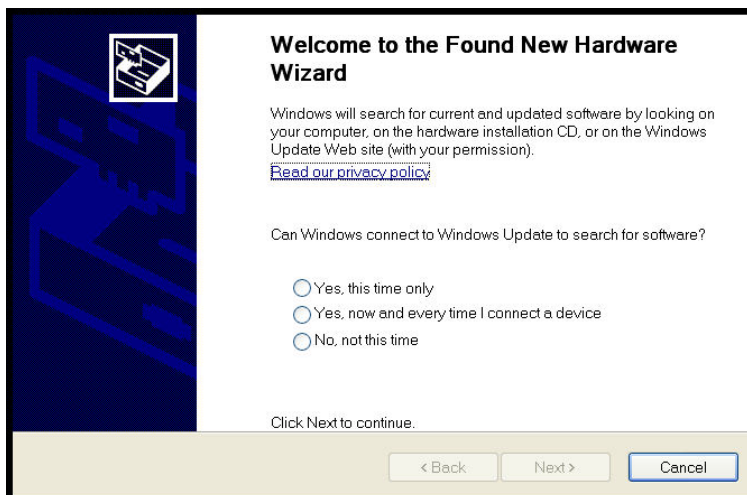 Welcome to the Found New Hardware
Wizard
Windows will search for current and updated software by looking on
your computer, on the hardware installation CD, or on the Windows
Update Web site (with your permission).
Read our privacy policy
Can Windows connect to Windows Update to search for software?
Yes, this time only
Yes, now and every time I connect a device
No, not this time
Click Next to continue.
< Back Next > Cancel